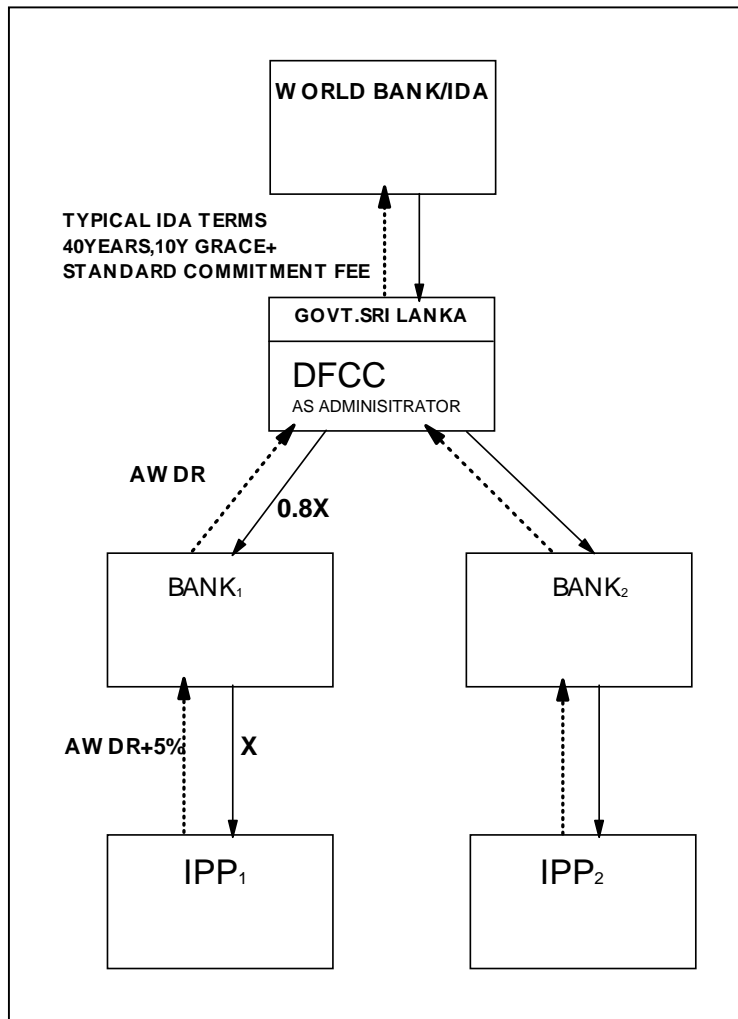 WORLD BANK/IDA
TYPICAL IDA TERMS
40YEARS,10Y GRACE+
STANDARD COMMITMENT FEE
GOVT.SRI LANKA
DFCC
AS ADMINISITRATOR
AWDR
0.8X
BANK₁
BANK₂
AWDR+5%
X
IPP₁
IPP₂